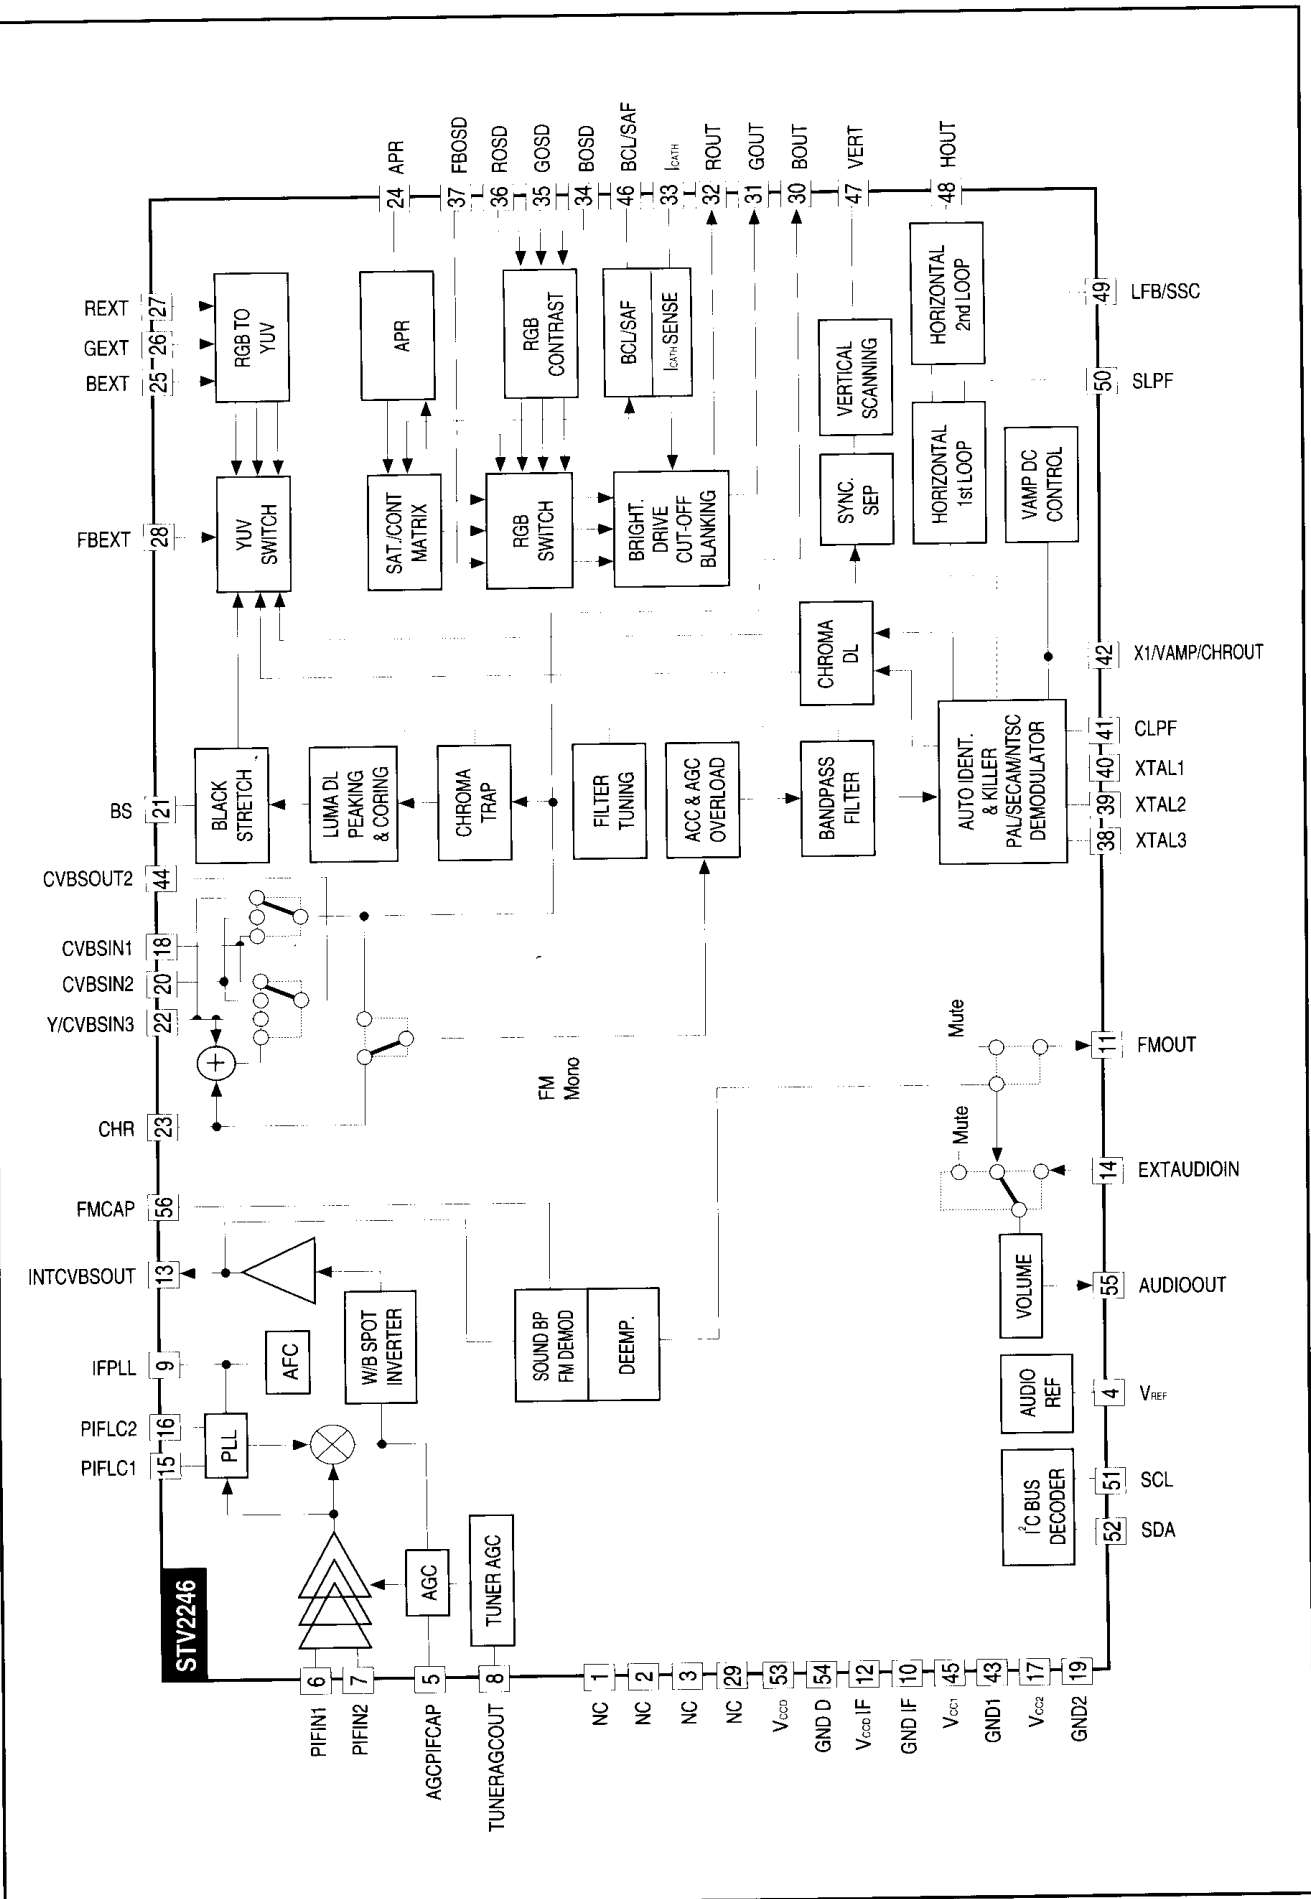 APR
FBOSD
ROSD
GOSD
BOSD
BCL/SAF
ICATH
ROUT
GOUT
BOUT
VERT
HOUT
24
37
36
35
34
46
33
32
31
30
47
48
REXT
27
GEXT
26
BEXT
25
RGB TO
YUV
APR
RGB
CONTRAST
BCL/SAF
ICATH SENSE
VERTICAL
SCANNING
HORIZONTAL
2nd LOOP
49
LFB/SSC
50
SLPF
FBEXT
28
YUV
SWITCH
SAT./CONT
MATRIX
RGB
SWITCH
BRIGHT.
DRIVE
CUT-OFF
BLANKING
SYNC.
SEP
HORIZONTAL
1st LOOP
VAMP DC
CONTROL
CHROMA
DL
42
X1/VAMP/CHROUT
BS
21
BLACK
STRETCH
LUMA DL
PEAKING
& CORING
CHROMA
TRAP
FILTER
TUNING
ACC & AGC
OVERLOAD
BANDPASS
FILTER
AUTO IDENT.
& KILLER
PAL/SECAM/NTSC
DEMODULATOR
41
CLPF
40
XTAL1
39
XTAL2
38
XTAL3
CVBSOUT2
44
CVBSIN1
18
CVBSIN2
20
Y/CVBSIN3
22
CHR
23
FM
Mono
Mute
11
FMOUT
Mute
14
EXTAUDIOIN
FMCAP
56
INTCVBSOUT
13
IFPLL
9
PIFLC2
16
PIFLC1
15
AFC
PLL
W/B SPOT
INVERTER
SOUND BP
FM DEMOD
DEEMP.
VOLUME
55
AUDIOOUT
AUDIO
REF
4
VREF
I²C BUS
DECODER
51
SCL
52
SDA
AGC
TUNER AGC
STV2246
6
7
5
8
1
2
3
29
53
54
12
10
45
43
17
19
PIFIN1
PIFIN2
AGCPIFCAP
TUNERAGCOUT
NC
NC
NC
NC
VCCD
GND D
VCCD IF
GND IF
VCC1
GND1
VCC2
GND2